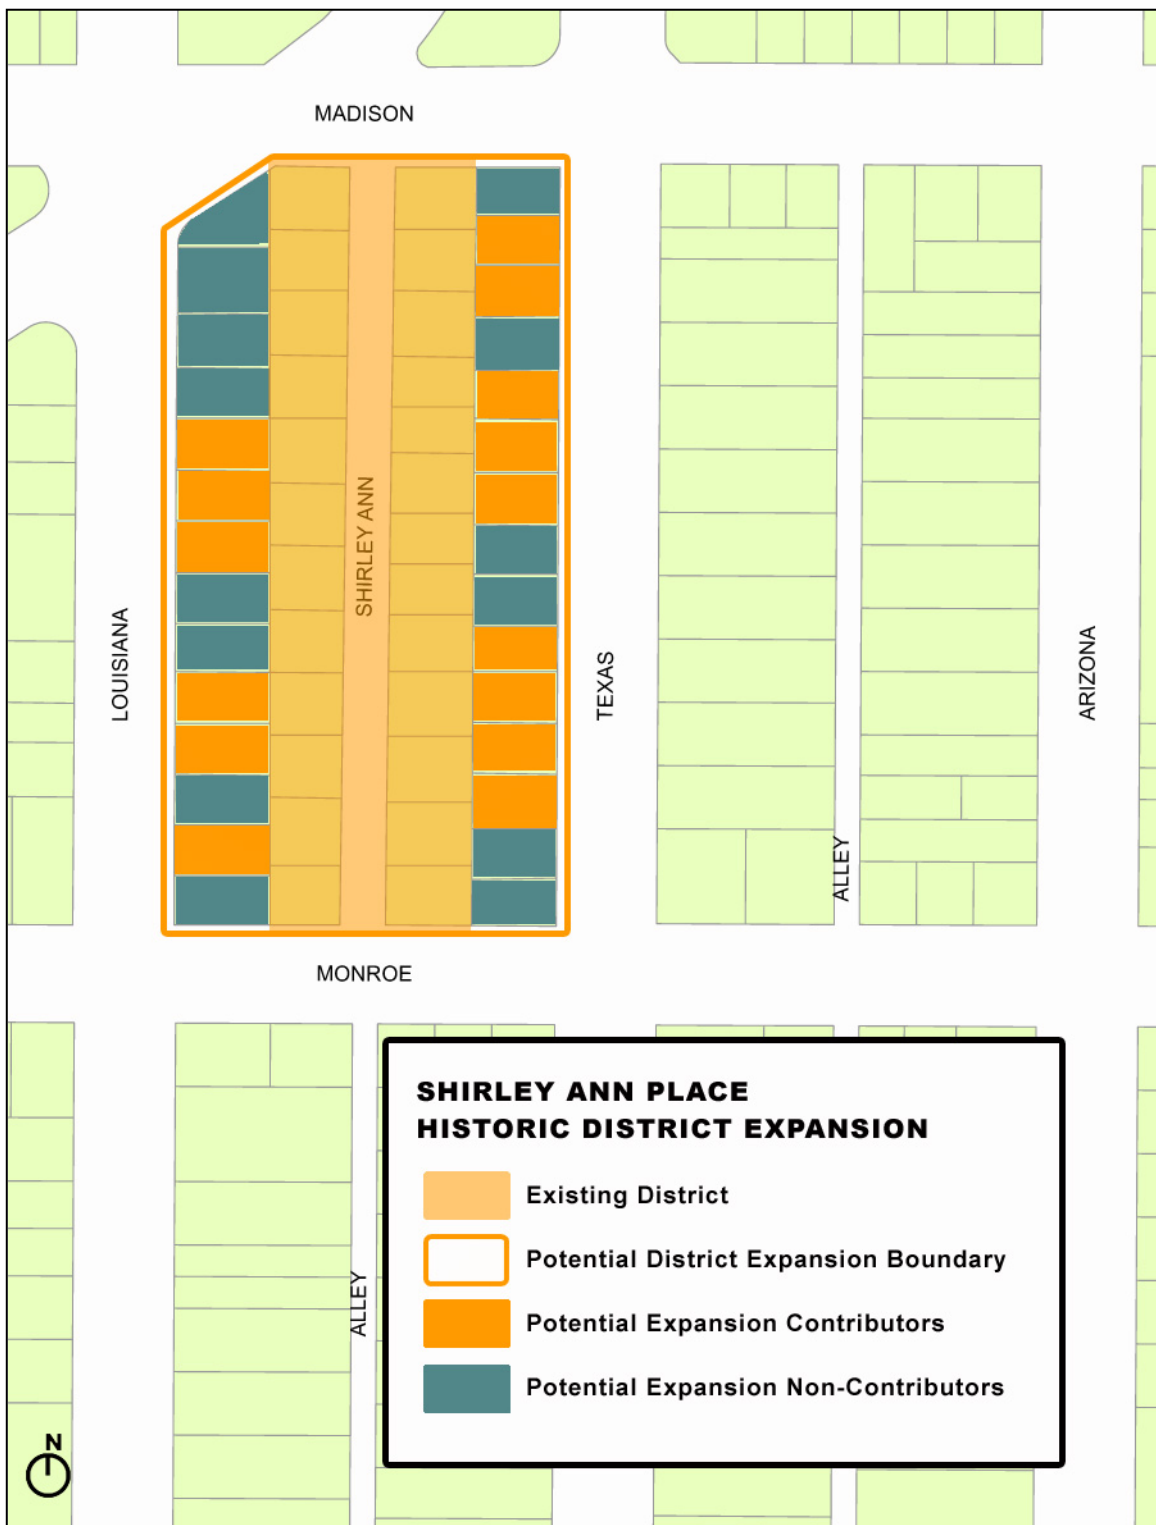 MADISON
SHIRLEY ANN
LOUISIANA
TEXAS
ARIZONA
ALLEY
MONROE
SHIRLEY ANN PLACE
HISTORIC DISTRICT EXPANSION
Existing District
Potential District Expansion Boundary
Potential Expansion Contributors
Potential Expansion Non-Contributors
ALLEY
N